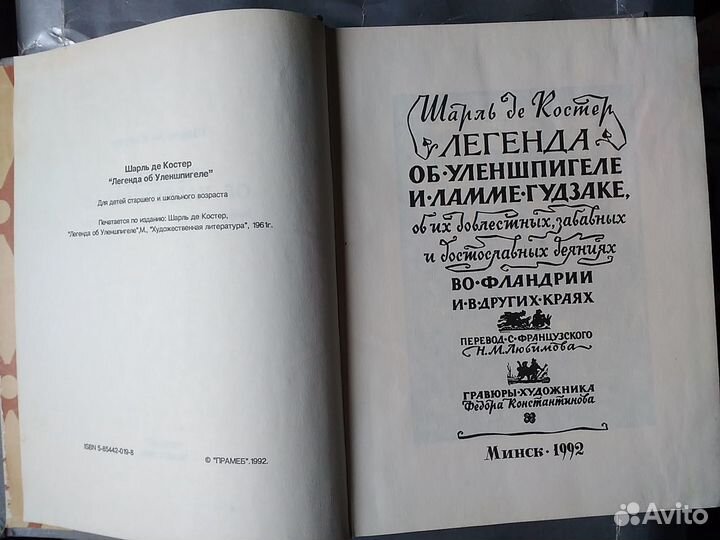 Шарль де Костер
"Легенда об Уленшпигеле"
Для детей старшего и школьного возраста
Печатается по изданию: Шарль де Костер,
"Легенда об Уленшпигеле",М., "Художественная литература", 1961г.
ISBN 5-85442-019-8
© "ПРАМЕБ".1992.
Шарль де Костер
ЛЕГЕНДА
ОБ·УЛЕНШПИГЕЛЕ
И·ЛАММЕ·ГУДЗАКЕ,
об их доблестных, забавных
и достославных деяниях
ВО·ФЛАНДРИИ
И·В·ДРУГИХ·КРАЯХ
ПЕРЕВОД·С·ФРАНЦУЗСКОГО
Н.М.Любимова
ГРАВЮРЫ·ХУДОЖНИКА
Федора Константинова
Минск·1992
Avito